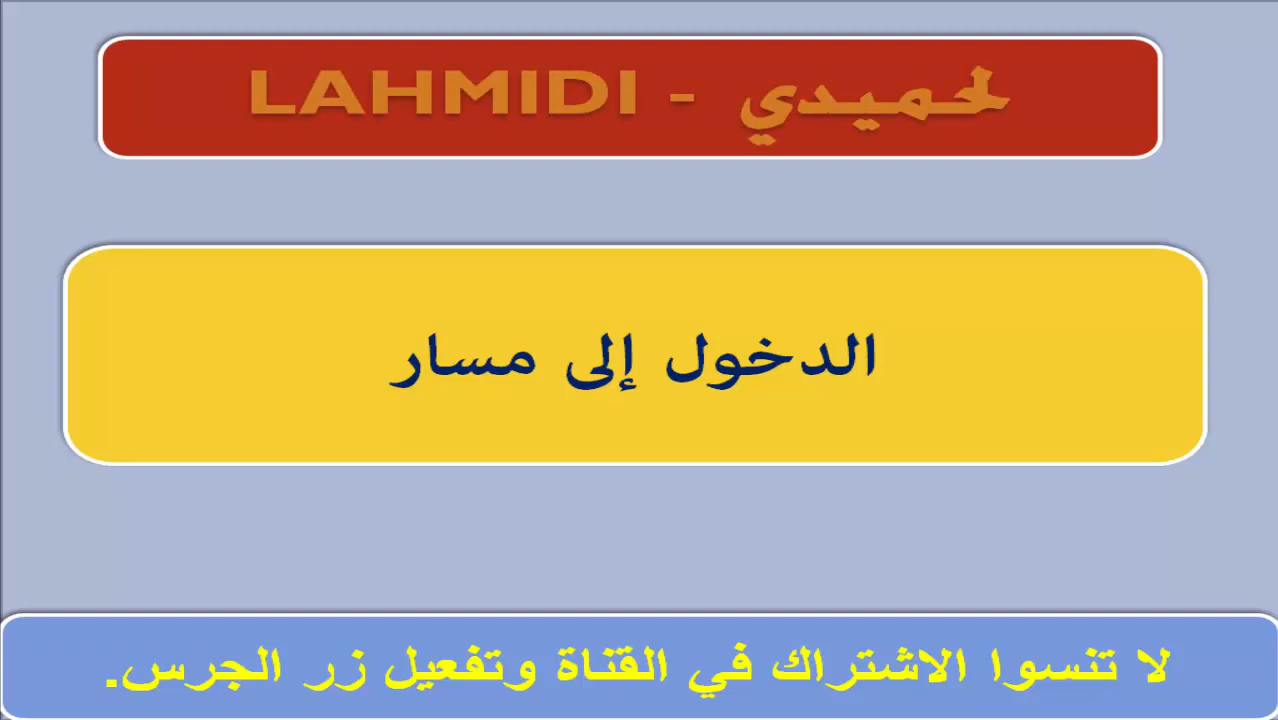 لحميدي - LAHMIDI
الدخول إلى مسار
لا تنسوا الاشتراك في القناة وتفعيل زر الجرس.